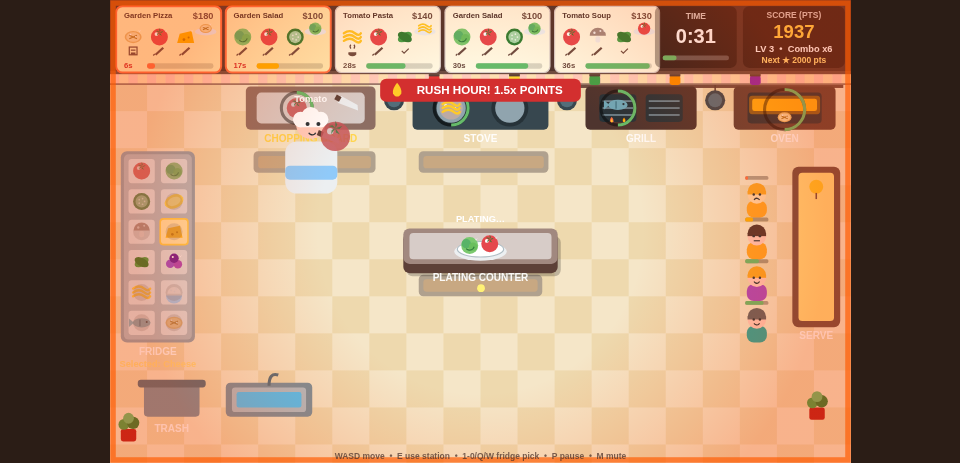 Garden Pizza $180
6s
Garden Salad $100
17s
Tomato Pasta $140
28s
Garden Salad $100
30s
Tomato Soup $130
36s
TIME
0:31
SCORE (PTS)
1937
LV 3 • Combo x6
Next ★ 2000 pts
RUSH HOUR! 1.5x POINTS
Tomato
STOVE
GRILL
OVEN
PLATING...
PLATING COUNTER
FRIDGE
SERVE
TRASH
WASD move • E use station • 1-0/Q/W fridge pick • P pause • M mute